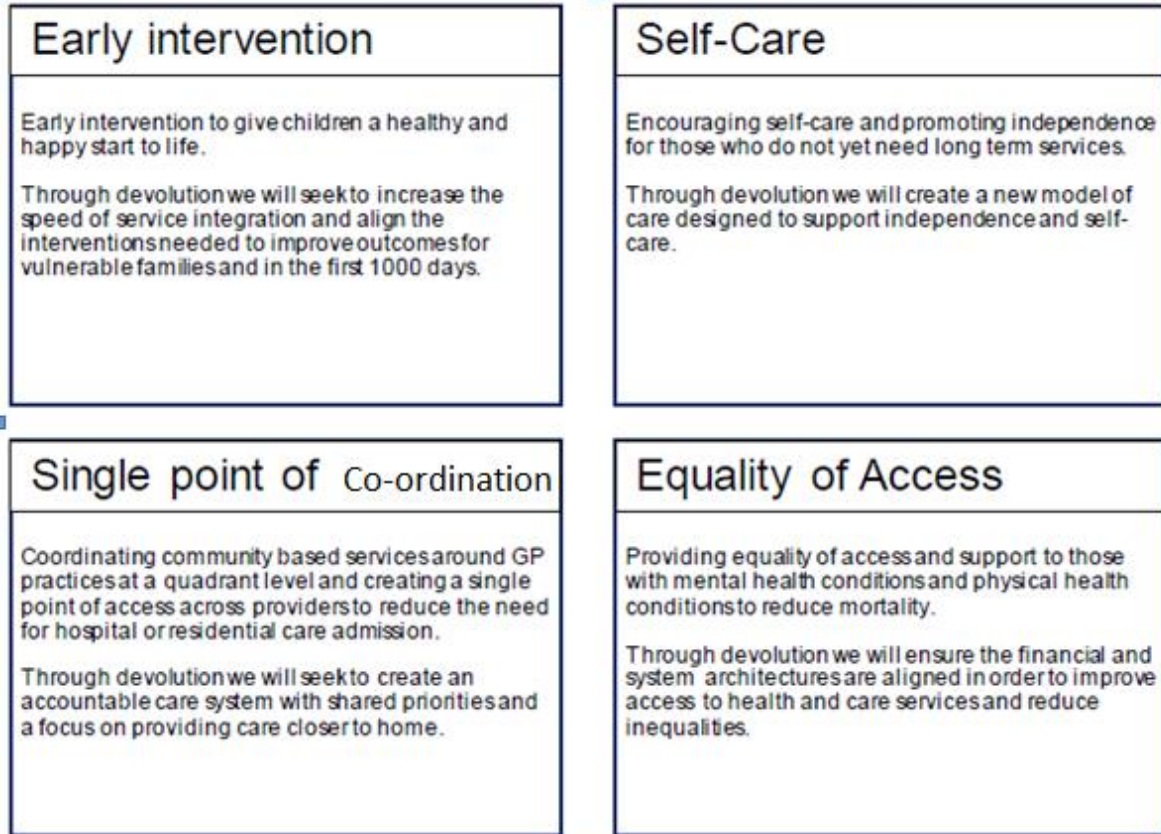 Early intervention
Early intervention to give children a healthy and
happy start to life.
Through devolution we will seek to increase the
speed of service integration and align the
interventions needed to improve outcomes for
vulnerable families and in the first 1000 days.
Self-Care
Encouraging self-care and promoting independence
for those who do not yet need long term services.
Through devolution we will create a new model of
care designed to support independence and self-
care.
Single point of Co-ordination
Coordinating community based services around GP
practices at a quadrant level and creating a single
point of access across providers to reduce the need
for hospital or residential care admission.
Through devolution we will seek to create an
accountable care system with shared priorities and
a focus on providing care closer to home.
Equality of Access
Providing equality of access and support to those
with mental health conditions and physical health
conditions to reduce mortality.
Through devolution we will ensure the financial and
system architectures are aligned in order to improve
access to health and care services and reduce
inequalities.